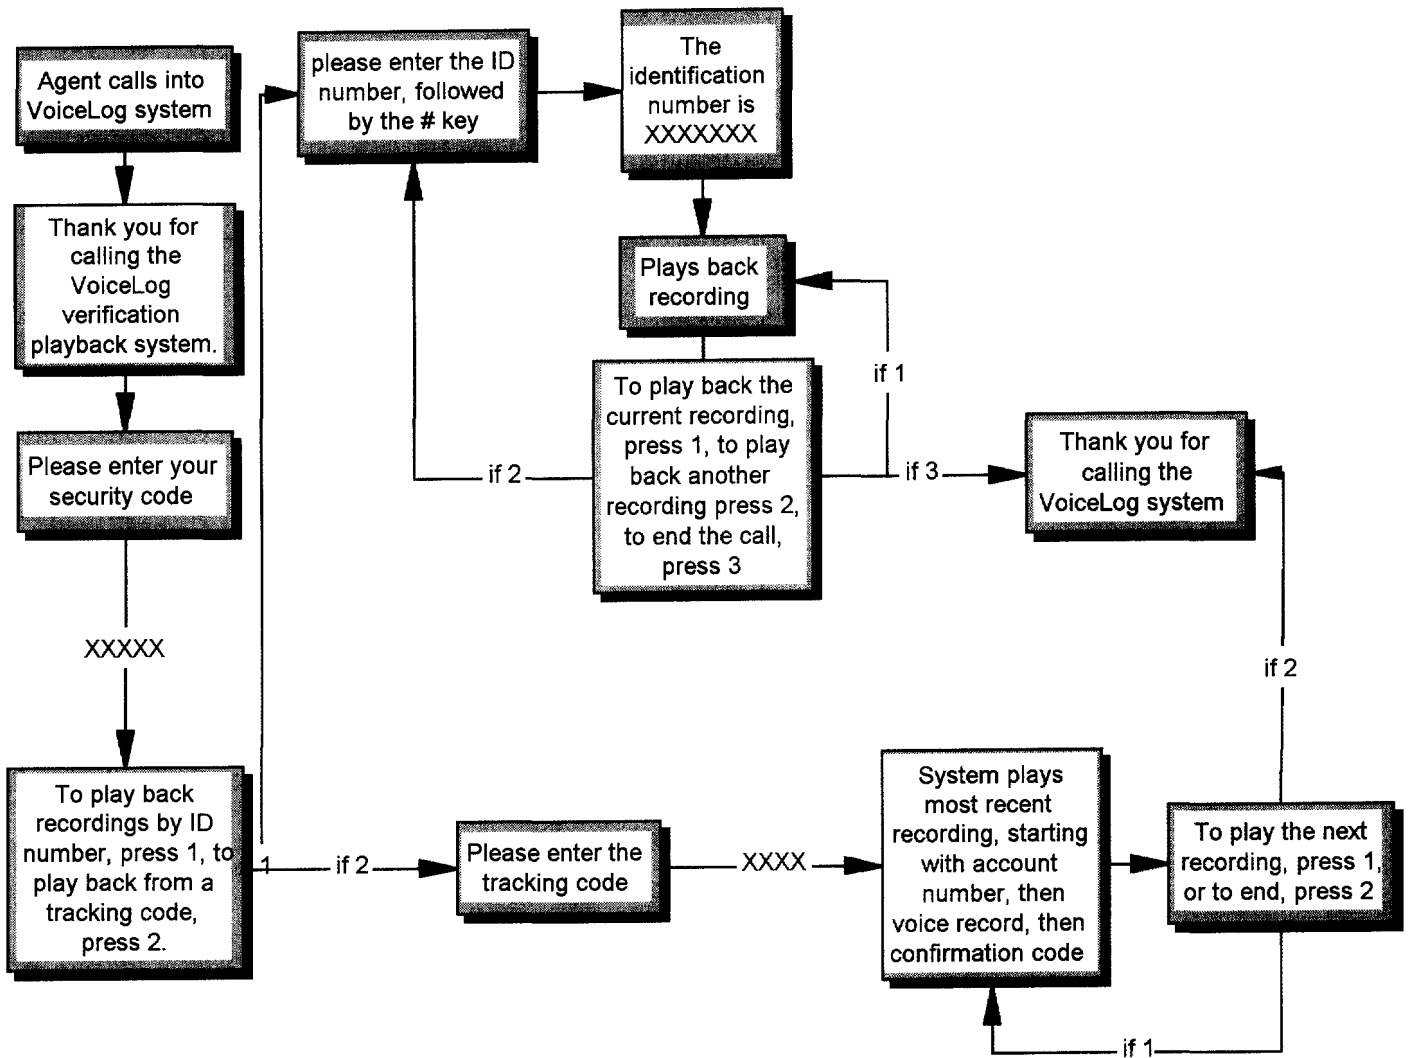 Agent calls into
VoiceLog system
Thank you for
calling the
VoiceLog
verification
playback system.
Please enter your
security code
XXXXX
To play back
recordings by ID
number, press 1, to
play back from a
tracking code,
press 2.
1
if 2
please enter the ID
number, followed
by the # key
The
identification
number is
XXXXXXX
Plays back
recording
To play back the
current recording,
press 1, to play
back another
recording press 2,
to end the call,
press 3
if 2
if 1
if 3
Thank you for
calling the
VoiceLog system
Please enter the
tracking code
XXXX
System plays
most recent
recording, starting
with account
number, then
voice record, then
confirmation code
To play the next
recording, press 1,
or to end, press 2
if 2
if 1